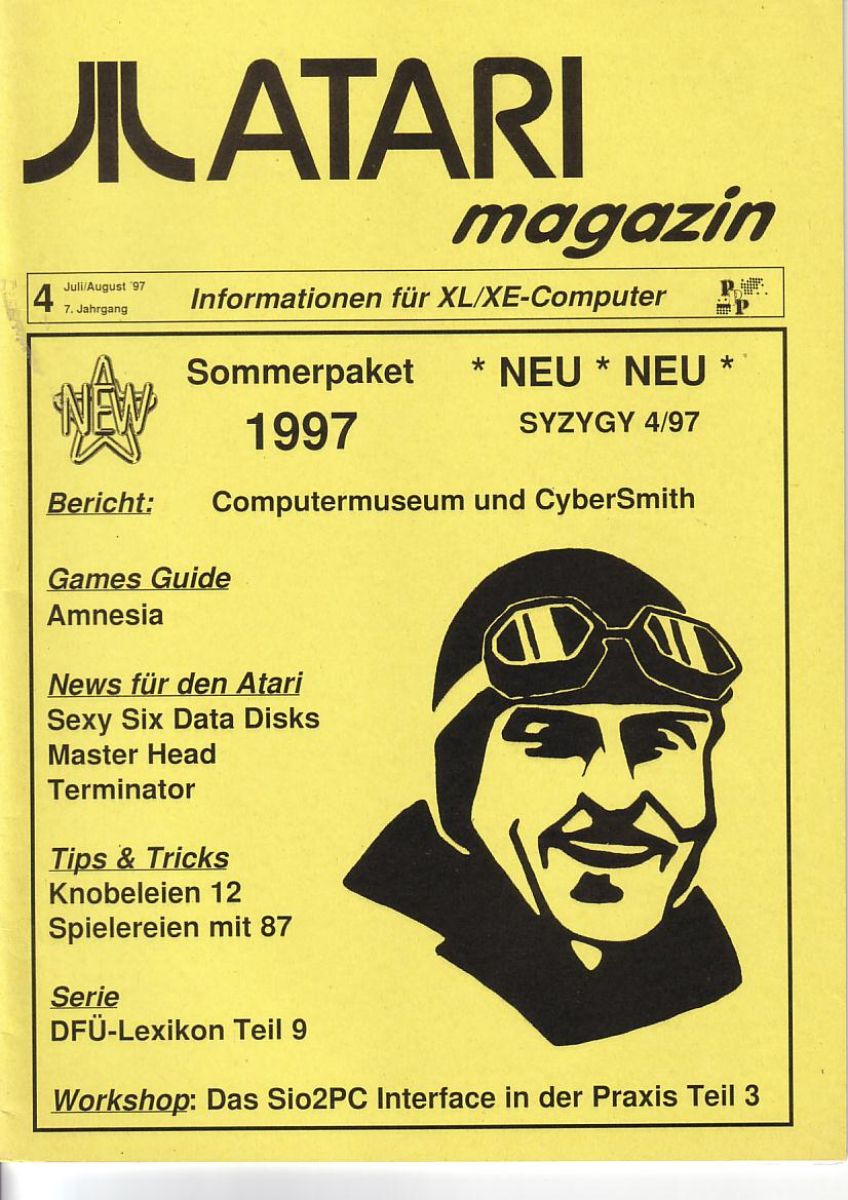 ATARI
magazin
4 Juli/August '97
7. Jahrgang
Informationen für XL/XE-Computer
PDP
NEW
Sommerpaket
1997
* NEU * NEU *
SYZYGY 4/97
Bericht: Computermuseum und CyberSmith
Games Guide
Amnesia
News für den Atari
Sexy Six Data Disks
Master Head
Terminator
Tips & Tricks
Knobeleien 12
Spielereien mit 87
Serie
DFÜ-Lexikon Teil 9
Workshop: Das Sio2PC Interface in der Praxis Teil 3